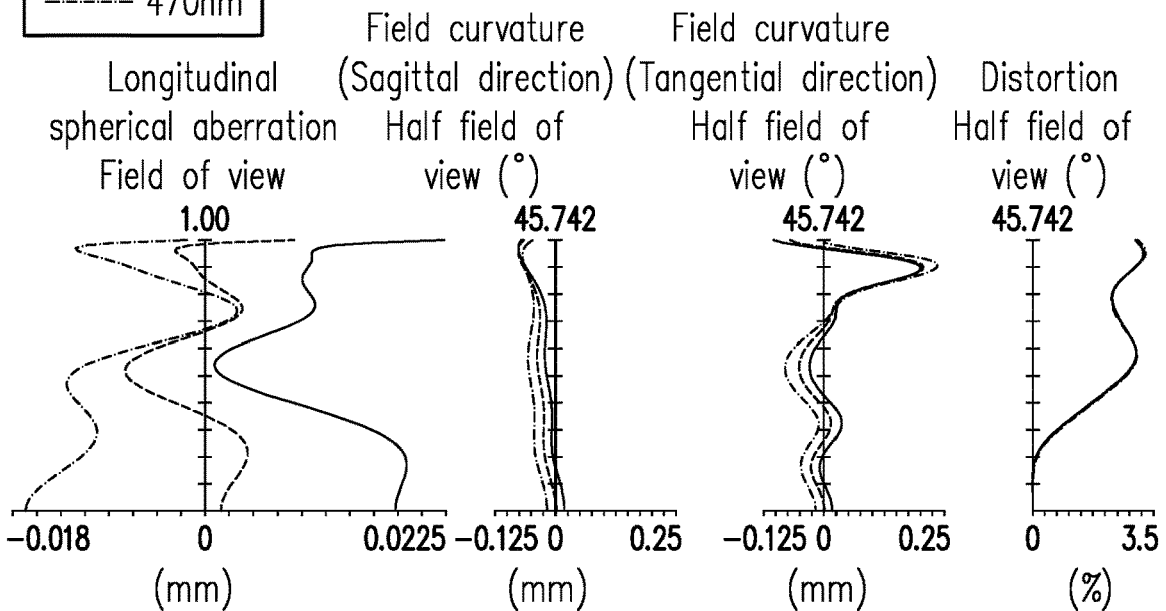 470nm
Longitudinal
spherical aberration
Field of view
1.00
-0.018 0 0.0225
(mm)
Field curvature
(Sagittal direction)
Half field of
view (°)
45.742
-0.125 0 0.25
(mm)
Field curvature
(Tangential direction)
Half field of
view (°)
45.742
-0.125 0 0.25
(mm)
Distortion
Half field of
view (°)
45.742
0 3.5
(%)